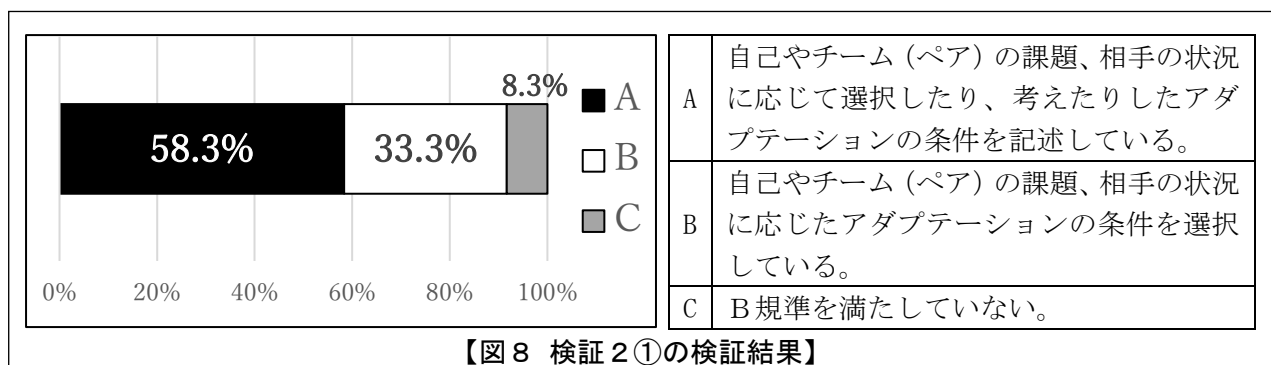 8.3%
58.3%
33.3%
A
B
C
0%
20%
40%
60%
80%
100%
A
自己やチーム（ペア）の課題、相手の状況
に応じて選択したり、考えたりしたアダ
プテーションの条件を記述している。
B
自己やチーム（ペア）の課題、相手の状況
に応じたアダプテーションの条件を選択
している。
C
Ｂ規準を満たしていない。
【図８ 検証２①の検証結果】